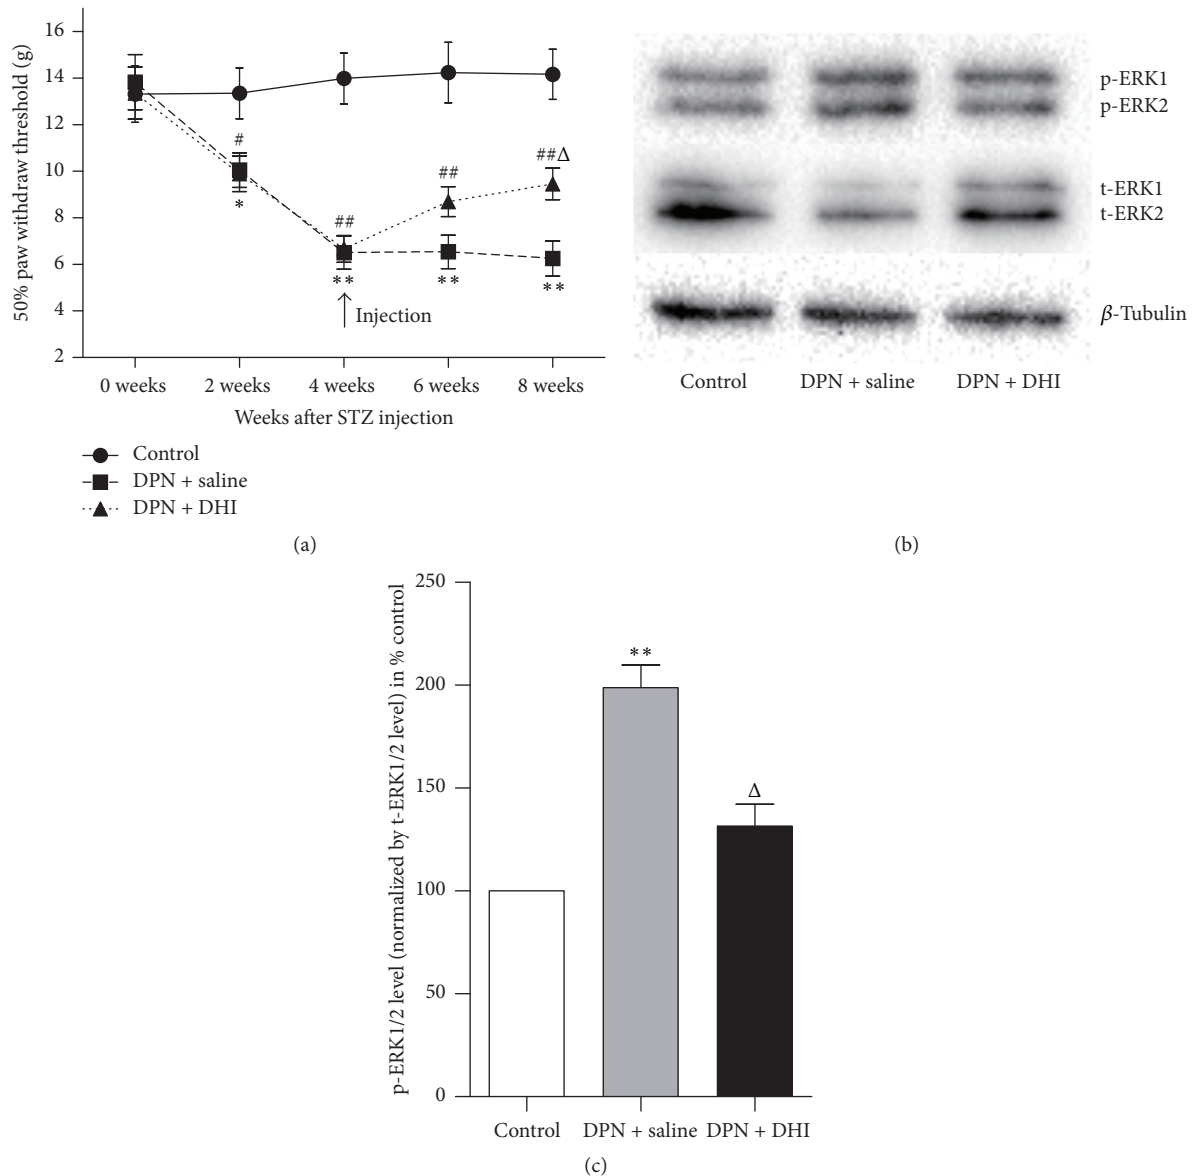 50% paw withdraw threshold (g)
16
14
12
10
8
6
4
2
#
*
##
**
##
**
##Δ
**
Injection
0 weeks 2 weeks 4 weeks 6 weeks 8 weeks
Weeks after STZ injection
Control
DPN + saline
DPN + DHI
(a)
p-ERK1
p-ERK2
t-ERK1
t-ERK2
β-Tubulin
Control DPN + saline DPN + DHI
(b)
p-ERK1/2 level (normalized by t-ERK1/2 level) in % control
250
200
150
100
50
0
**
Δ
Control DPN + saline DPN + DHI
(c)